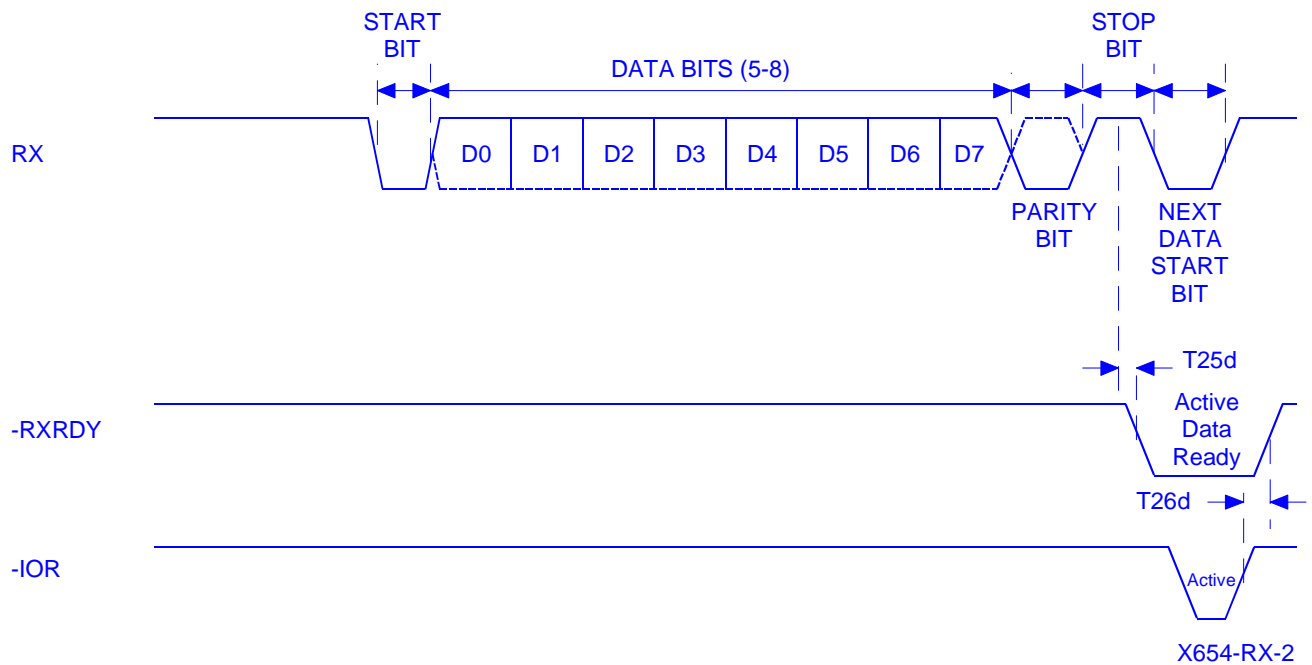 START
BIT
STOP
BIT
DATA BITS (5-8)
RX
D0 D1 D2 D3 D4 D5 D6 D7
PARITY
BIT
NEXT
DATA
START
BIT
T25d
-RXRDY
Active
Data
Ready
T26d
-IOR
Active
X654-RX-2